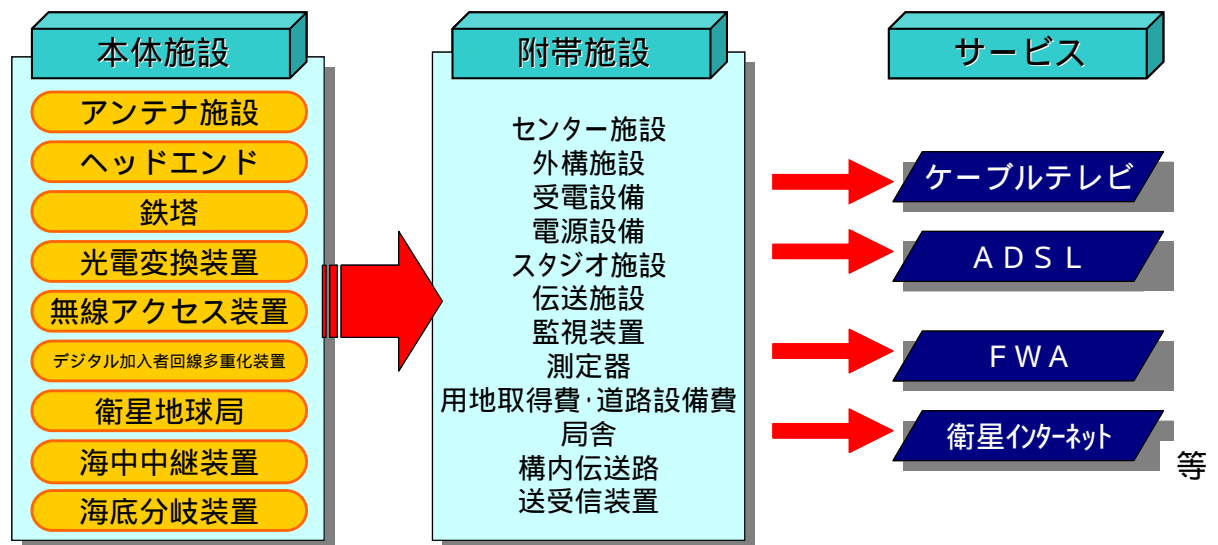 本体施設
アンテナ施設
ヘッドエンド
鉄塔
光電変換装置
無線アクセス装置
デジタル加入者回線多重化装置
衛星地球局
海中中継装置
海底分岐装置
附帯施設
センター施設
外構施設
受電設備
電源設備
スタジオ施設
伝送施設
監視装置
測定器
用地取得費・道路設備費
局舎
構内伝送路
送受信装置
サービス
ケーブルテレビ
ＡＤＳＬ
ＦＷＡ
衛星インターネット
等